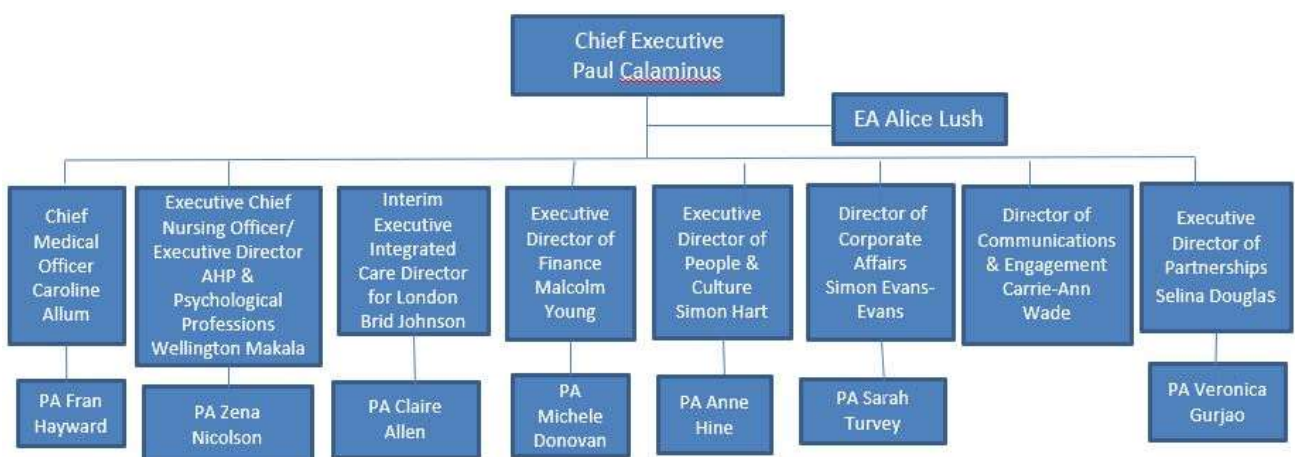 Chief Executive
Paul Calaminus
EA Alice Lush
Chief
Medical
Officer
Caroline
Allum
Executive Chief
Nursing Officer/
Executive Director
AHP &
Psychological
Professions
Wellington Makala
Interim
Executive
Integrated
Care Director
for London
Brid Johnson
Executive
Director of
Finance
Malcolm
Young
Executive
Director of
People &
Culture
Simon Hart
Director of
Corporate
Affairs
Simon Evans-
Evans
Director of
Communications
& Engagement
Carrie-Ann
Wade
Executive
Director of
Partnerships
Selina Douglas
PA Fran
Hayward
PA Zena
Nicolson
PA Claire
Allen
PA
Michele
Donovan
PA Anne
Hine
PA Sarah
Turvey
PA Veronica
Gurjao